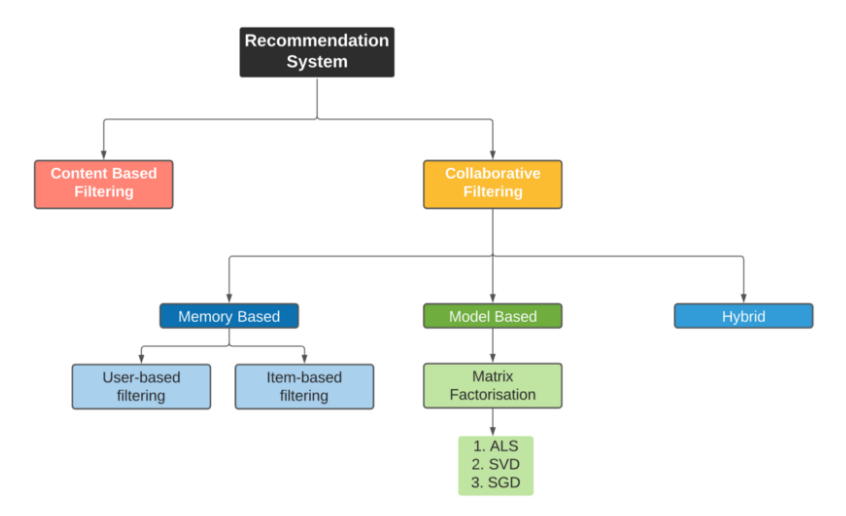 Recommendation
System
Content Based
Filtering
Collaborative
Filtering
Memory Based
Model Based
Hybrid
User-based
filtering
Item-based
filtering
Matrix
Factorisation
1. ALS
2. SVD
3. SGD